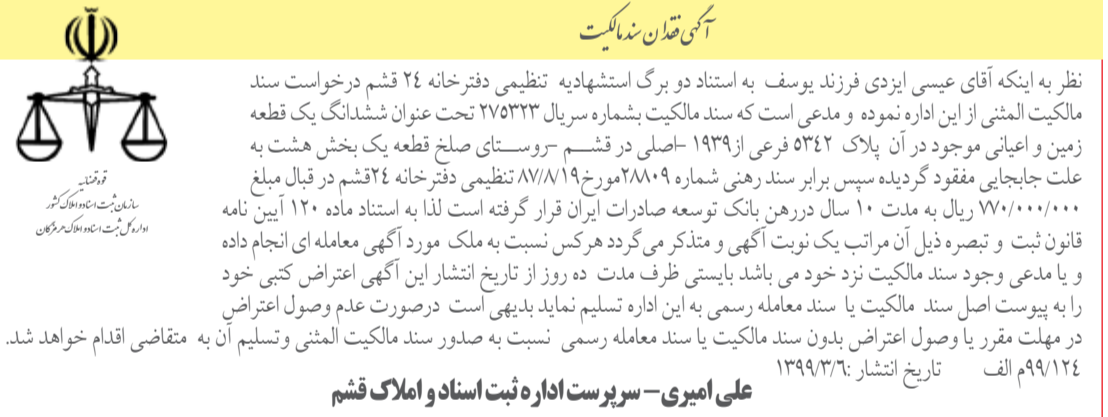 آگهی فقدان سند مالکیت
قوه قضائیه
سازمان ثبت اسناد و املاک کشور
اداره کل ثبت اسناد و املاک هرمزگان
نظر به اینکه آقای عیسی ایزدی فرزند یوسف به استناد دو برگ استشهادیه تنظیمی دفترخانه ۲۴ قشم درخواست سند
مالکیت المثنی از این اداره نموده و مدعی است که سند مالکیت بشماره سریال ۲۷۵۳۲۳ تحت عنوان ششدانگ یک قطعه
زمین و اعیانی موجود در آن پلاک ۵۳۴۲ فرعی از۱۹۳۹ -اصلی در قشم -روستای صلخ قطعه یک بخش هشت به
علت جابجایی مفقود گردیده سپس برابر سند رهنی شماره ۲۸۸۰۹مورخ۸۷/۸/۱۹ تنظیمی دفترخانه ۲۴قشم در قبال مبلغ
۷۷۰/۰۰۰/۰۰۰ ریال به مدت ۱۰ سال دررهن بانک توسعه صادرات ایران قرار گرفته است لذا به استناد ماده ۱۲۰ آیین نامه
قانون ثبت و تبصره ذیل آن مراتب یک نوبت آگهی و متذکر می‌گردد هرکس نسبت به ملک مورد آگهی معامله ای انجام داده
و یا مدعی وجود سند مالکیت نزد خود می باشد بایستی ظرف مدت ده روز از تاریخ انتشار این آگهی اعتراض کتبی خود
را به پیوست اصل سند مالکیت یا سند معامله رسمی به این اداره تسلیم نماید بدیهی است درصورت عدم وصول اعتراض
در مهلت مقرر یا وصول اعتراض بدون سند مالکیت یا سند معامله رسمی نسبت به صدور سند مالکیت المثنی وتسلیم آن به متقاضی اقدام خواهد شد.
۹۹/۱۲۴م الف تاریخ انتشار :۱۳۹۹/۳/۶
علی امیری- سرپرست اداره ثبت اسناد و املاک قشم